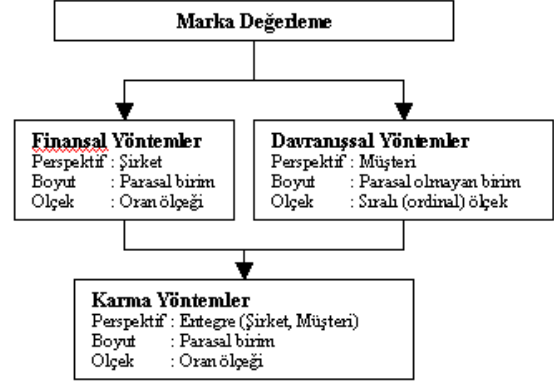 Marka Değerleme
Finansal Yöntemler
Perspektif : Şirket
Boyut : Parasal birim
Olçek : Oran ölçeği
Davranışsal Yöntemler
Perspektif : Müşteri
Boyut : Parasal olmayan birim
Olçek : Sıralı (ordinal) ölçek
Karma Yöntemler
Perspektif : Entegre (Şirket, Müşteri)
Boyut : Parasal birim
Olçek : Oran ölçeği